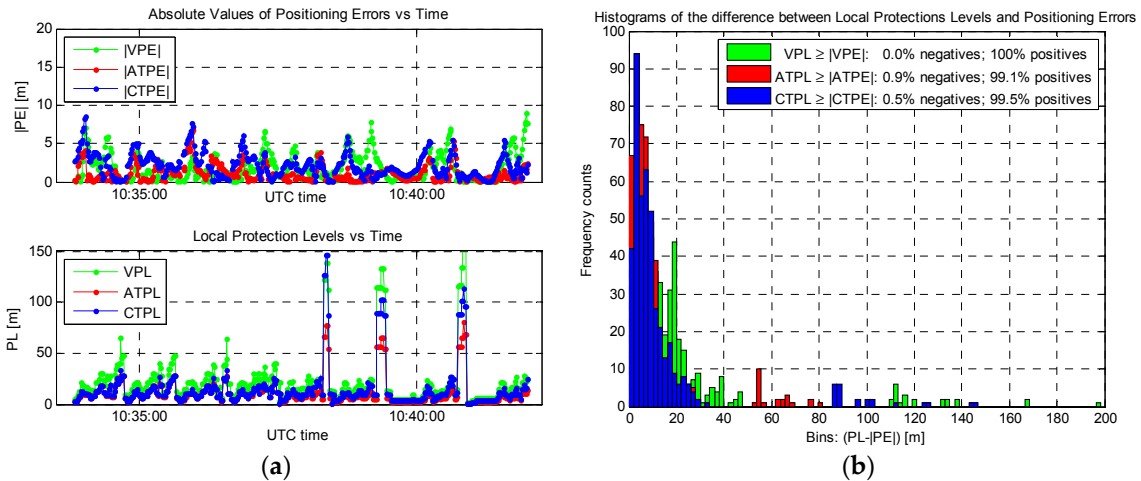 Absolute Values of Positioning Errors vs Time
20
15
10
5
0
|PE| [m]
|VPE|
|ATPE|
|CTPE|
10:35:00
10:40:00
UTC time
Local Protection Levels vs Time
150
100
50
0
PL [m]
VPL
ATPL
CTPL
10:35:00
10:40:00
UTC time
(a)
Histograms of the difference between Local Protections Levels and Positioning Errors
100
90
80
70
60
50
40
30
20
10
0
Frequency counts
VPL ≥ |VPE|: 0.0% negatives; 100% positives
ATPL ≥ |ATPE|: 0.9% negatives; 99.1% positives
CTPL ≥ |CTPE|: 0.5% negatives; 99.5% positives
0 20 40 60 80 100 120 140 160 180 200
Bins: (PL-|PE|) [m]
(b)